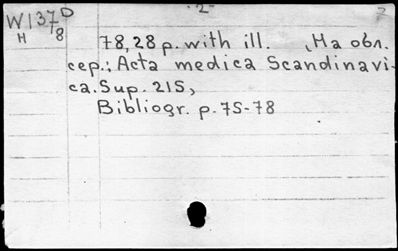 -2-
W137D
H 8
78,28 p. with ill. , На обл.
сер.: Acta medica Scandinavi-
ca. Sup. 215,
Bibliogr. p. 75-78